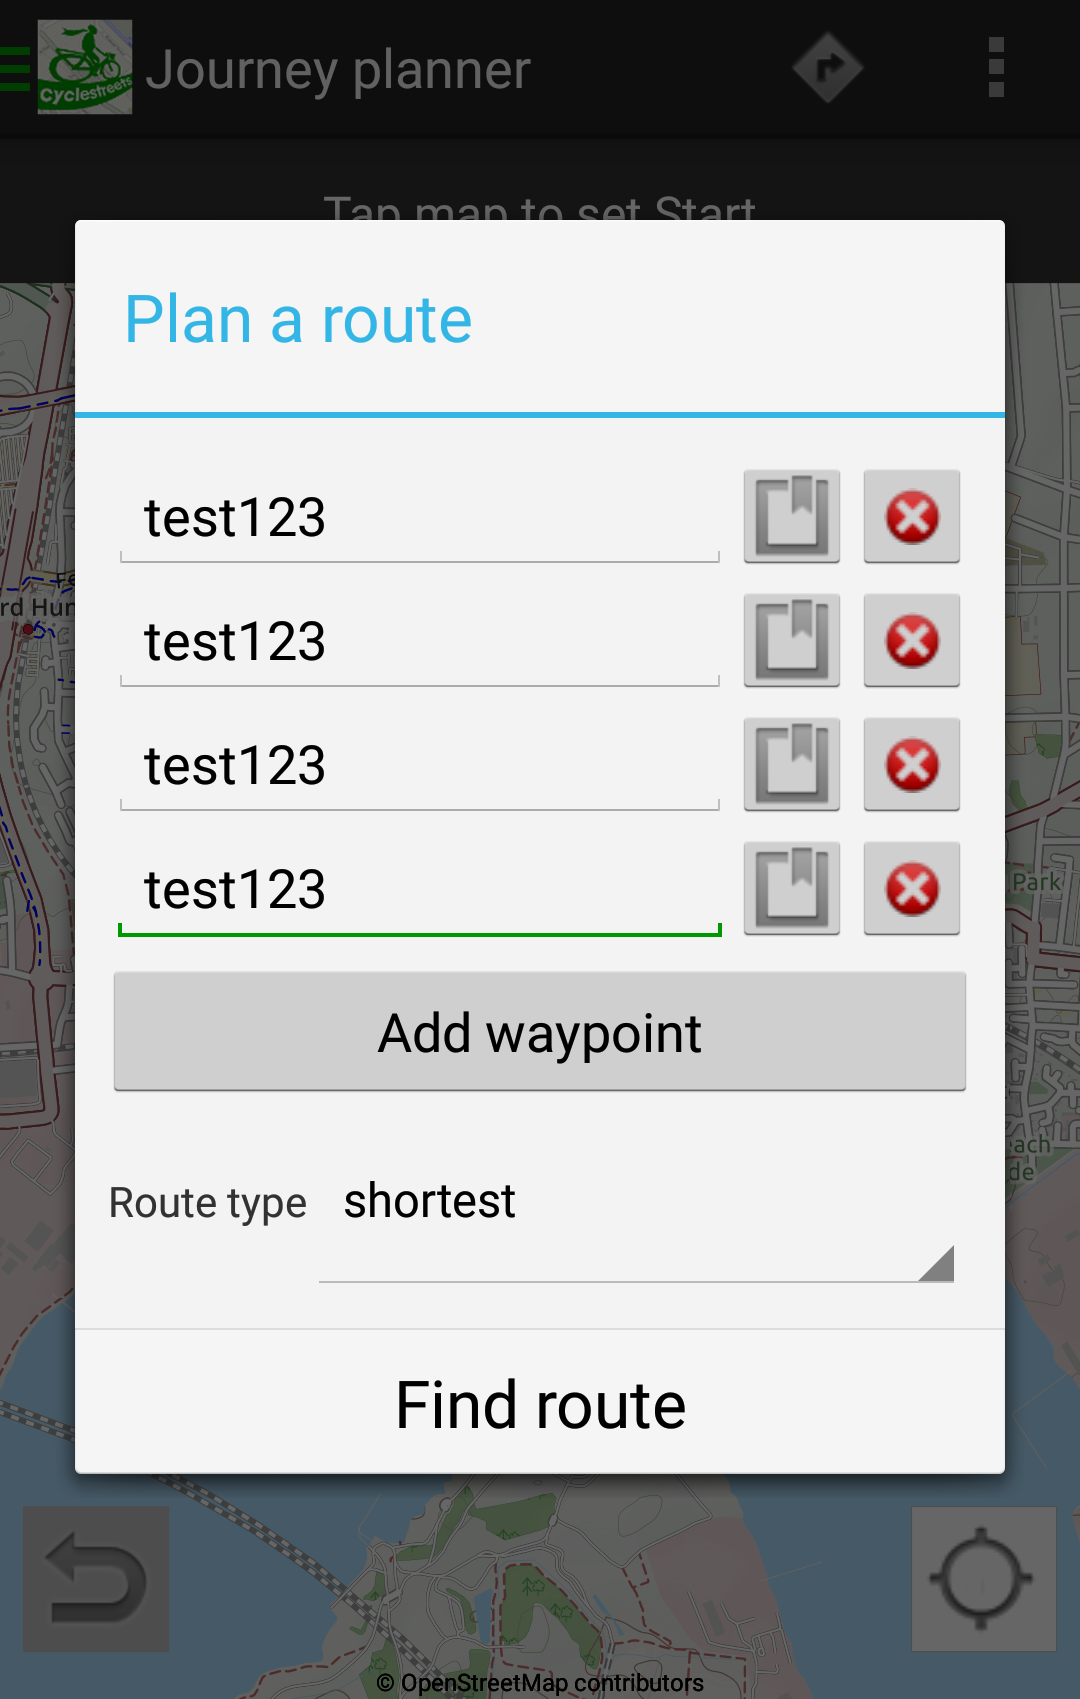 Cyclestreets
Journey planner
Tap map to set Start
Plan a route
test123
test123
test123
test123
Add waypoint
Route type shortest
Find route
rd Hun
Park
ach
de
© OpenStreetMap contributors